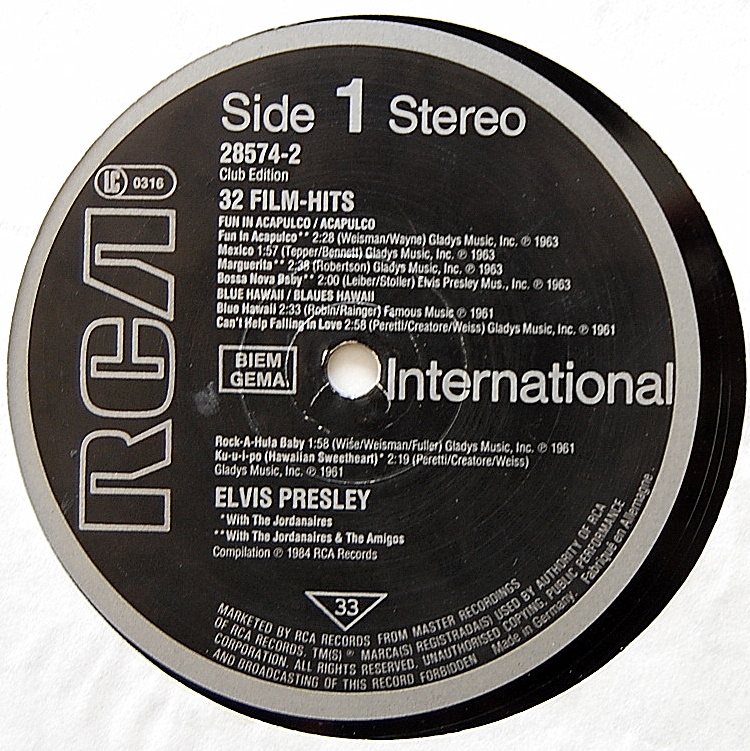 Side 1 Stereo
28574-2
Club Edition
LC 0316
32 FILM-HITS
FUN IN ACAPULCO / ACAPULCO
Fun In Acapulco** 2:28 (Weisman/Wayne) Gladys Music, Inc. ℗ 1963
Mexico 1:57 (Tepper/Bennett) Gladys Music, Inc. ℗ 1963
Marguerita** 2:38 (Robertson) Gladys Music, Inc. ℗ 1963
Bossa Nova Baby** 2:00 (Leiber/Stoller) Elvis Presley Mus., Inc. ℗ 1963
BLUE HAWAII / BLAUES HAWAII
Blue Hawaii 2:33 (Robin/Rainger) Famous Music ℗ 1961
Can't Help Falling in Love 2:58 (Peretti/Creatore/Weiss) Gladys Music, Inc. ℗ 1961
BIEM
GEMA
International
RCA
Rock-A-Hula Baby 1:58 (Wise/Weisman/Fuller) Gladys Music, Inc. ℗ 1961
Ku-u-i-po (Hawaiian Sweetheart)* 2:19 (Peretti/Creatore/Weiss)
Gladys Music, Inc. ℗ 1961
ELVIS PRESLEY
*With The Jordanaires
**With The Jordanaires & The Amigos
Compilation ℗ 1984 RCA Records
33
MARKETED BY RCA RECORDS FROM MASTER RECORDINGS
OF RCA RECORDS. TM(S) ® MARCA(S) REGISTRADA(S) USED BY AUTHORITY OF RCA
CORPORATION. ALL RIGHTS RESERVED. UNAUTHORISED COPYING, PUBLIC PERFORMANCE
AND BROADCASTING OF THIS RECORD FORBIDDEN Made in Germany. Fabriqué en Allemagne.